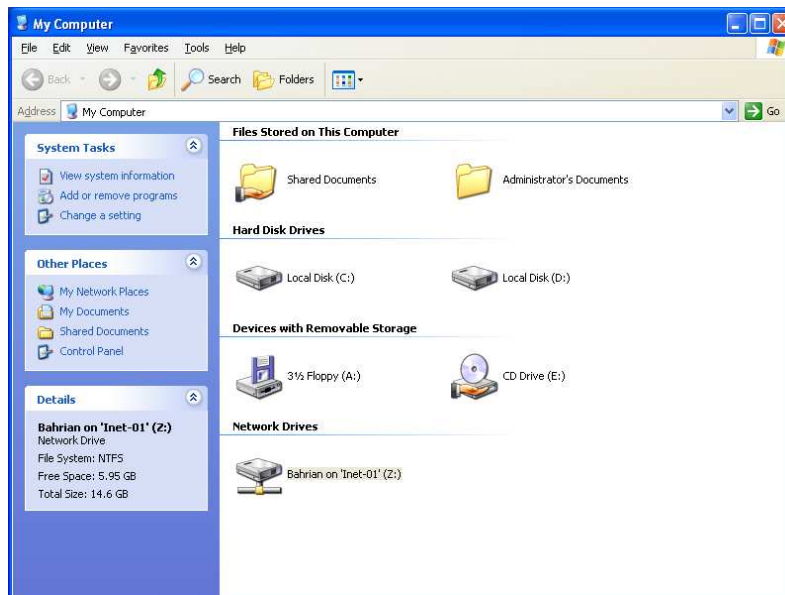 My Computer
File Edit View Favorites Tools Help
Back Search Folders
Address My Computer Go
System Tasks
View system information
Add or remove programs
Change a setting
Other Places
My Network Places
My Documents
Shared Documents
Control Panel
Details
Bahrian on 'Inet-01' (Z:)
Network Drive
File System: NTFS
Free Space: 5.95 GB
Total Size: 14.6 GB
Files Stored on This Computer
Shared Documents Administrator's Documents
Hard Disk Drives
Local Disk (C:) Local Disk (D:)
Devices with Removable Storage
3½ Floppy (A:) CD Drive (E:)
Network Drives
Bahrian on 'Inet-01' (Z:)